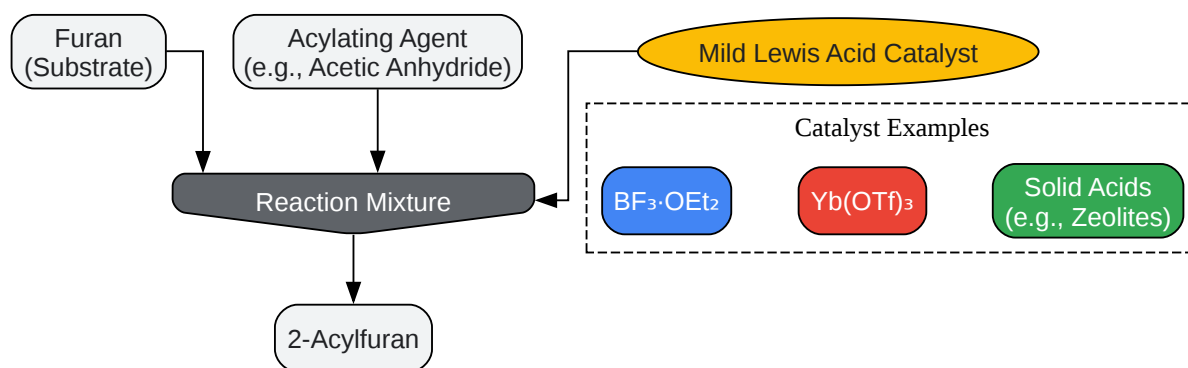 Furan
(Substrate)
Acylating Agent
(e.g., Acetic Anhydride)
Mild Lewis Acid Catalyst
Catalyst Examples
BF₃·OEt₂
Yb(OTf)₃
Solid Acids
(e.g., Zeolites)
Reaction Mixture
2-Acylfuran